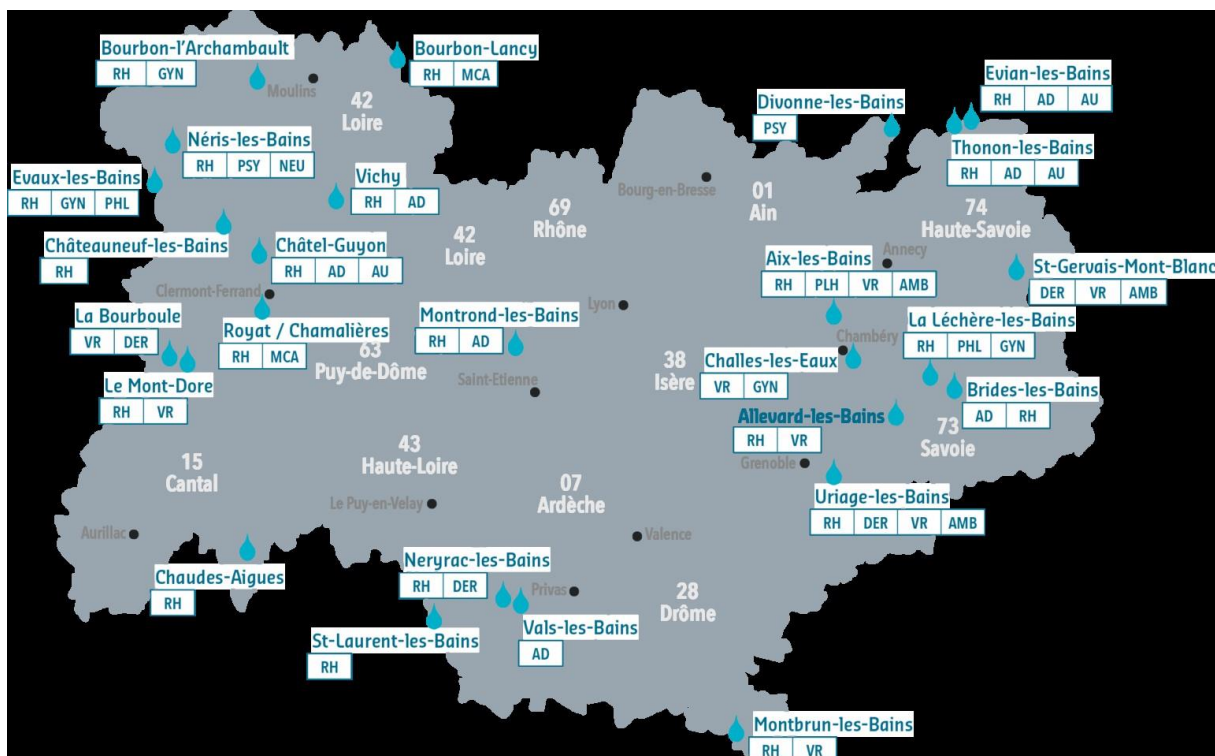 Bourbon-l'Archambault
RH GYN
Moulins
Bourbon-Lancy
RH MCA
42
Loire
Evian-les-Bains
RH AD AU
Divonne-les-Bains
PSY
Thonon-les-Bains
RH AD AU
Néris-les-Bains
RH PSY NEU
Evaux-les-Bains
RH GYN PHL
Vichy
RH AD
Bourg-en-Bresse
01
Ain
69
Rhône
74
Haute-Savoie
Châteauneuf-les-Bains
RH
Châtel-Guyon
RH AD AU
42
Loire
Aix-les-Bains
RH PLH VR AMB
Annecy
St-Gervais-Mont-Blanc
DER VR AMB
Clermont-Ferrand
La Bourboule
VR DER
Royat / Chamalières
RH MCA
63
Puy-de-Dôme
Montrond-les-Bains
RH AD
Lyon
La Léchère-les-Bains
RH PHL GYN
Chambéry
Le Mont-Dore
RH VR
Saint-Etienne
38
Isère
Challes-les-Eaux
VR GYN
Brides-les-Bains
AD RH
Allevard-les-Bains
RH VR
73
Savoie
15
Cantal
43
Haute-Loire
07
Ardèche
Grenoble
Uriage-les-Bains
RH DER VR AMB
Le Puy-en-Velay
Aurillac
Valence
Chaudes-Aigues
RH
Neryrac-les-Bains
RH DER
Privas
28
Drôme
St-Laurent-les-Bains
RH
Vals-les-Bains
AD
Montbrun-les-Bains
RH VR